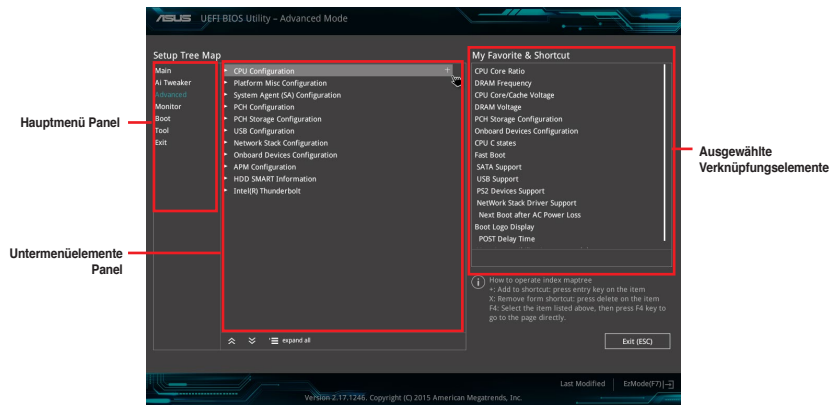 ASUS UEFI BIOS Utility – Advanced Mode
Setup Tree Map
Main
Ai Tweaker
Advanced
Monitor
Boot
Tool
Exit
CPU Configuration +
Platform Misc Configuration
System Agent (SA) Configuration
PCH Configuration
PCH Storage Configuration
USB Configuration
Network Stack Configuration
Onboard Devices Configuration
APM Configuration
HDD SMART Information
Intel(R) Thunderbolt
expand all
My Favorite & Shortcut
CPU Core Ratio
DRAM Frequency
CPU Core/Cache Voltage
DRAM Voltage
PCH Storage Configuration
Onboard Devices Configuration
CPU C states
Fast Boot
SATA Support
USB Support
PS2 Devices Support
NetWork Stack Driver Support
Next Boot after AC Power Loss
Boot Logo Display
POST Delay Time
How to operate index maptree
+: Add to shortcut: press entry key on the item
X: Remove form shortcut: press delete on the item
F4: Select the item listed above, then press F4 key to
go to the page directly.
Exit (ESC)
Last Modified
EzMode(F7)
Version 2.17.1246. Copyright (C) 2015 American Megatrends, Inc.
Hauptmenü Panel
Untermenüelemente
Panel
Ausgewählte
Verknüpfungselemente